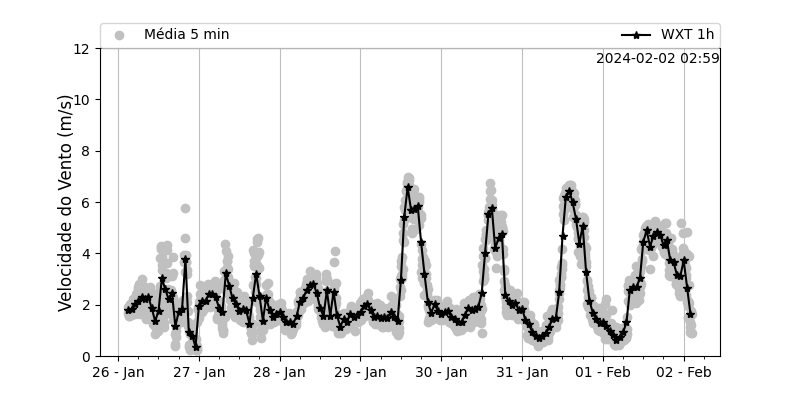 Média 5 min
WXT 1h
2024-02-02 02:59
Velocidade do Vento (m/s)
12
10
8
6
4
2
0
26 - Jan 27 - Jan 28 - Jan 29 - Jan 30 - Jan 31 - Jan 01 - Feb 02 - Feb